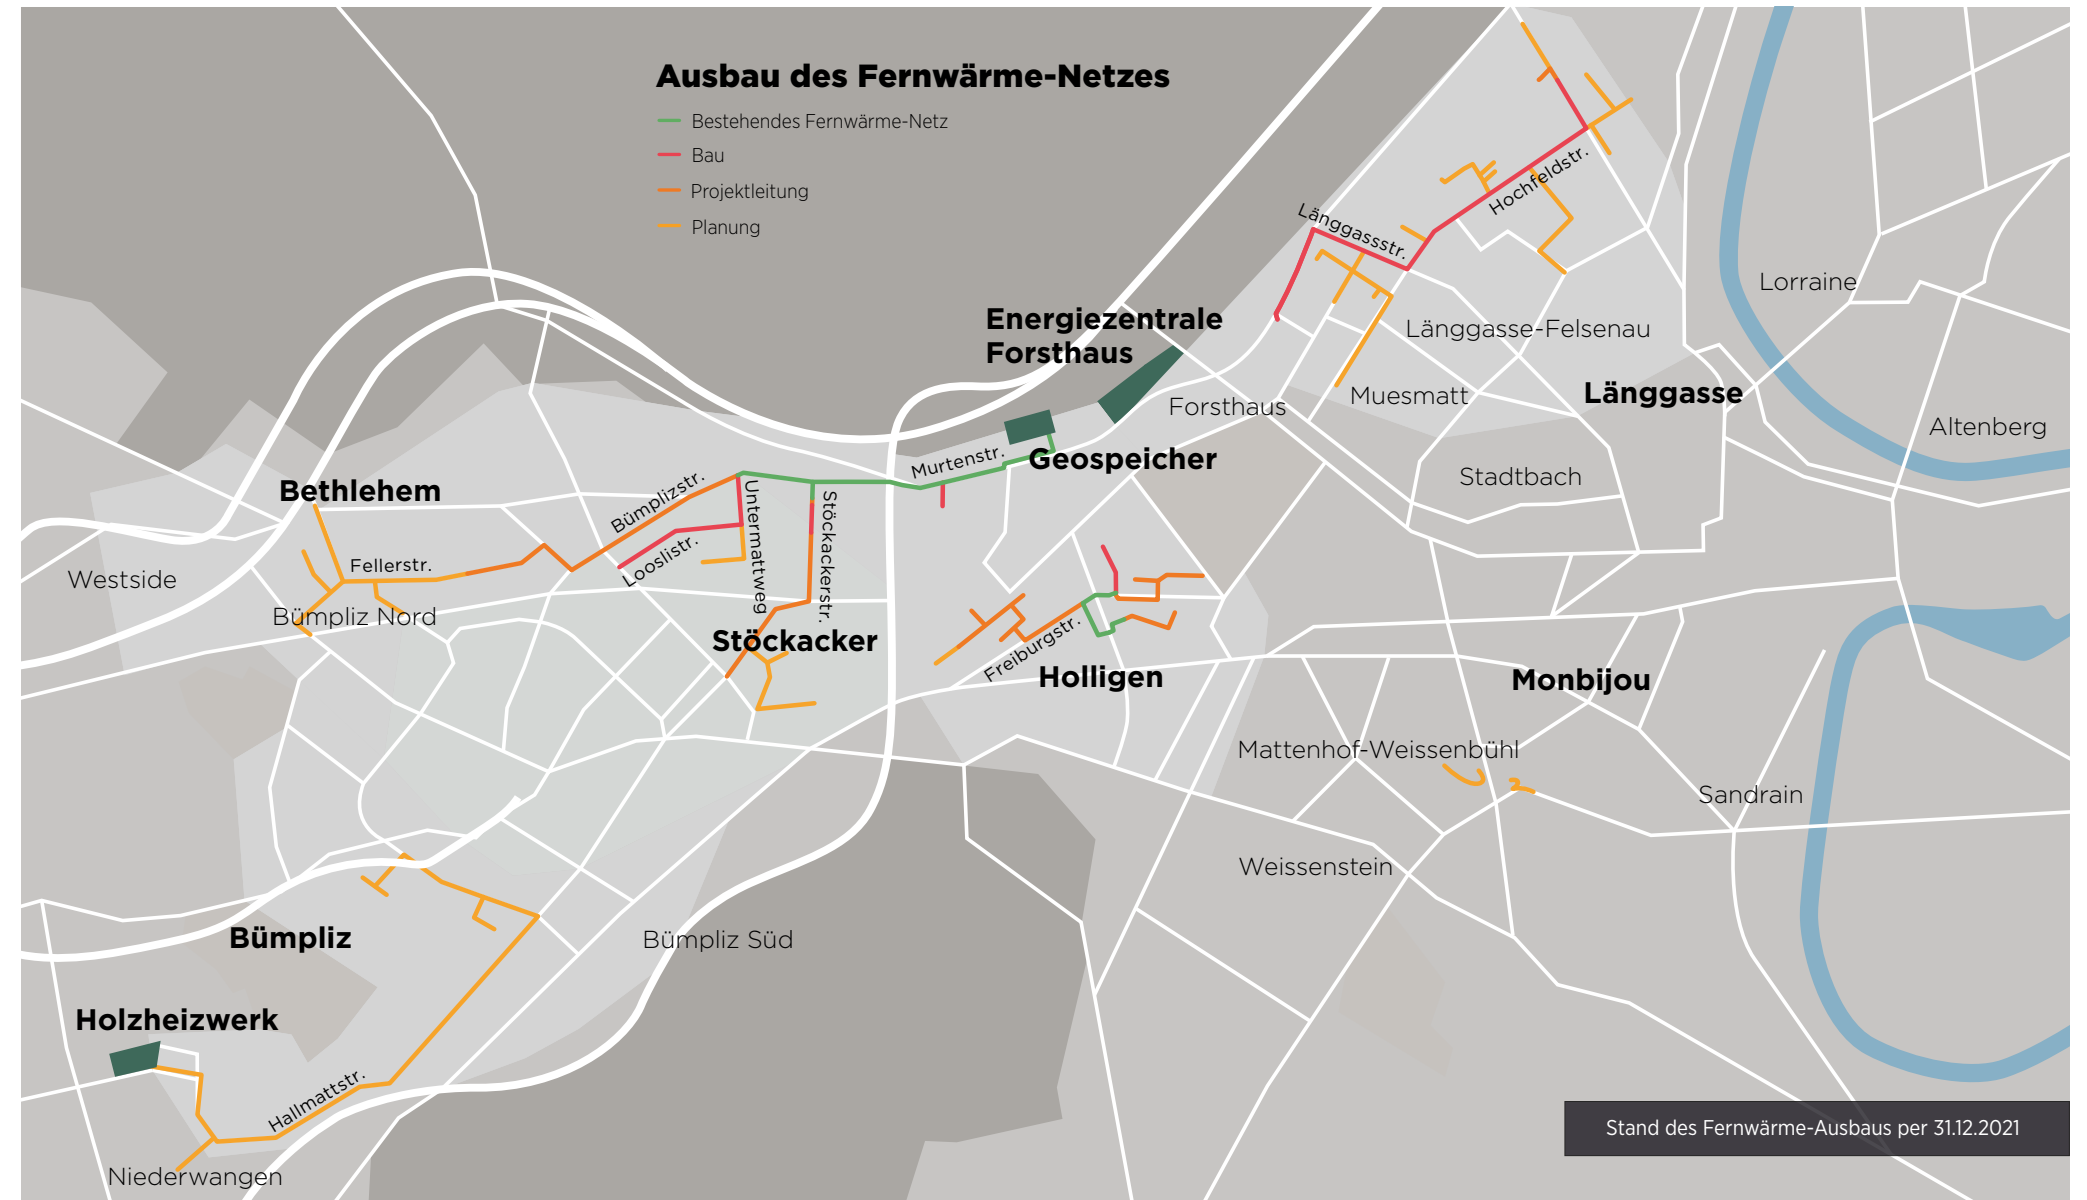 Ausbau des Fernwärme-Netzes
Bestehendes Fernwärme-Netz
Bau
Projektleitung
Planung
Hochfeldstr.
Länggassstr.
Lorraine
Energiezentrale
Forsthaus
Länggasse-Felsenau
Länggasse
Muesmatt
Forsthaus
Altenberg
Murtenstr.
Geospeicher
Stadtbach
Bethlehem
Bümplizstr.
Untermattweg
Stöckackerstr.
Looslistr.
Fellerstr.
Westside
Bümpliz Nord
Stöckacker
Freiburgstr.
Holligen
Monbijou
Mattenhof-Weissenbühl
Sandrain
Weissenstein
Bümpliz
Bümpliz Süd
Holzheizwerk
Hallmattstr.
Niederwangen
Stand des Fernwärme-Ausbaus per 31.12.2021